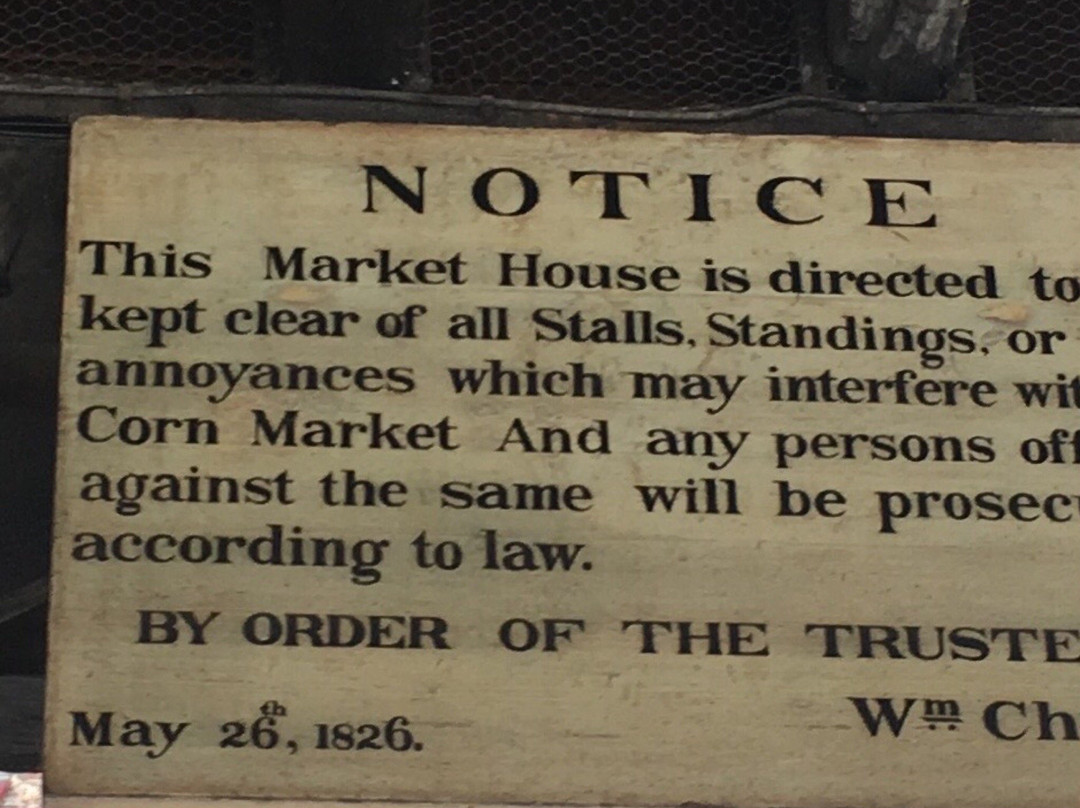 NOTICE
This Market House is directed to
kept clear of all Stalls, Standings, or
annoyances which may interfere wit
Corn Market And any persons off
against the same will be prosec
according to law.
BY ORDER OF THE TRUSTE
May 26th, 1826.
Wm Ch